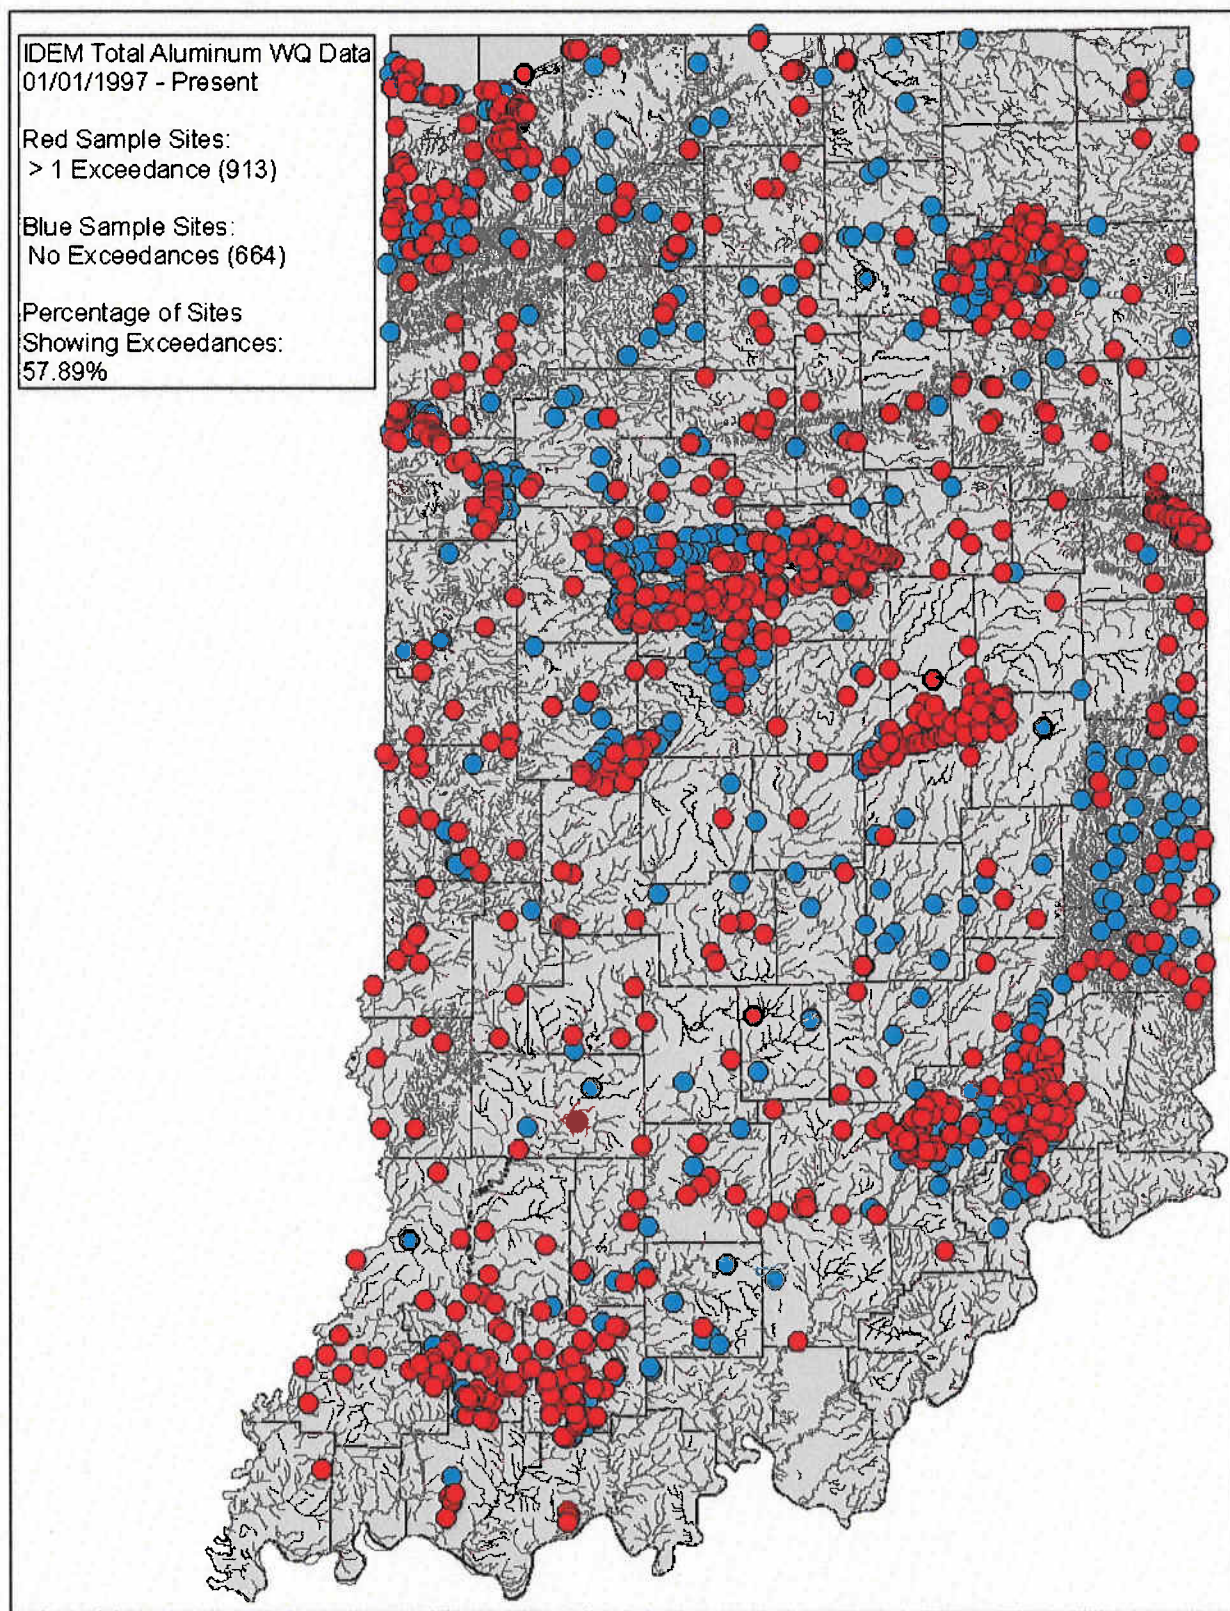 IDEM Total Aluminum WQ Data
01/01/1997 - Present
Red Sample Sites:
> 1 Exceedance (913)
Blue Sample Sites:
No Exceedances (664)
Percentage of Sites
Showing Exceedances:
57.89%